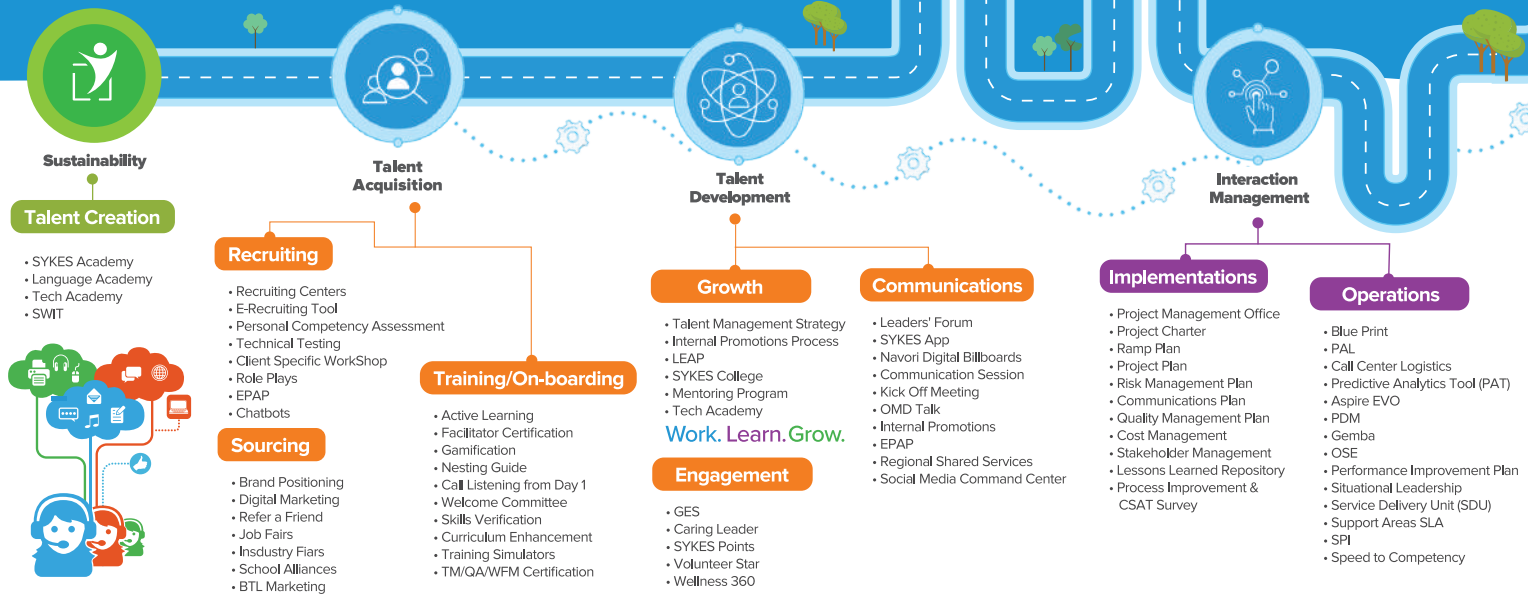 Sustainability
Talent Creation
• SYKES Academy
• Language Academy
• Tech Academy
• SWIT
Talent
Acquisition
Recruiting
• Recruiting Centers
• E-Recruiting Tool
• Personal Competency Assessment
• Technical Testing
• Client Specific WorkShop
• Role Plays
• EPAP
• Chatbots
Sourcing
• Brand Positioning
• Digital Marketing
• Refer a Friend
• Job Fairs
• Insdustry Fiars
• School Alliances
• BTL Marketing
Training/On-boarding
• Active Learning
• Facilitator Certification
• Gamification
• Nesting Guide
• Call Listening from Day 1
• Welcome Committee
• Skills Verification
• Curriculum Enhancement
• Training Simulators
• TM/QA/WFM Certification
Talent
Development
Growth
• Talent Management Strategy
• Internal Promotions Process
• LEAP
• SYKES College
• Mentoring Program
• Tech Academy
Work. Learn. Grow.
Engagement
• GES
• Caring Leader
• SYKES Points
• Volunteer Star
• Wellness 360
Communications
• Leaders' Forum
• SYKES App
• Navori Digital Billboards
• Communication Session
• Kick Off Meeting
• OMD Talk
• Internal Promotions
• EPAP
• Regional Shared Services
• Social Media Command Center
Interaction
Management
Implementations
• Project Management Office
• Project Charter
• Ramp Plan
• Project Plan
• Risk Management Plan
• Communications Plan
• Quality Management Plan
• Cost Management
• Stakeholder Management
• Lessons Learned Repository
• Process Improvement &
CSAT Survey
Operations
• Blue Print
• PAL
• Call Center Logistics
• Predictive Analytics Tool (PAT)
• Aspire EVO
• PDM
• Gemba
• OSE
• Performance Improvement Plan
• Situational Leadership
• Service Delivery Unit (SDU)
• Support Areas SLA
• SPI
• Speed to Competency